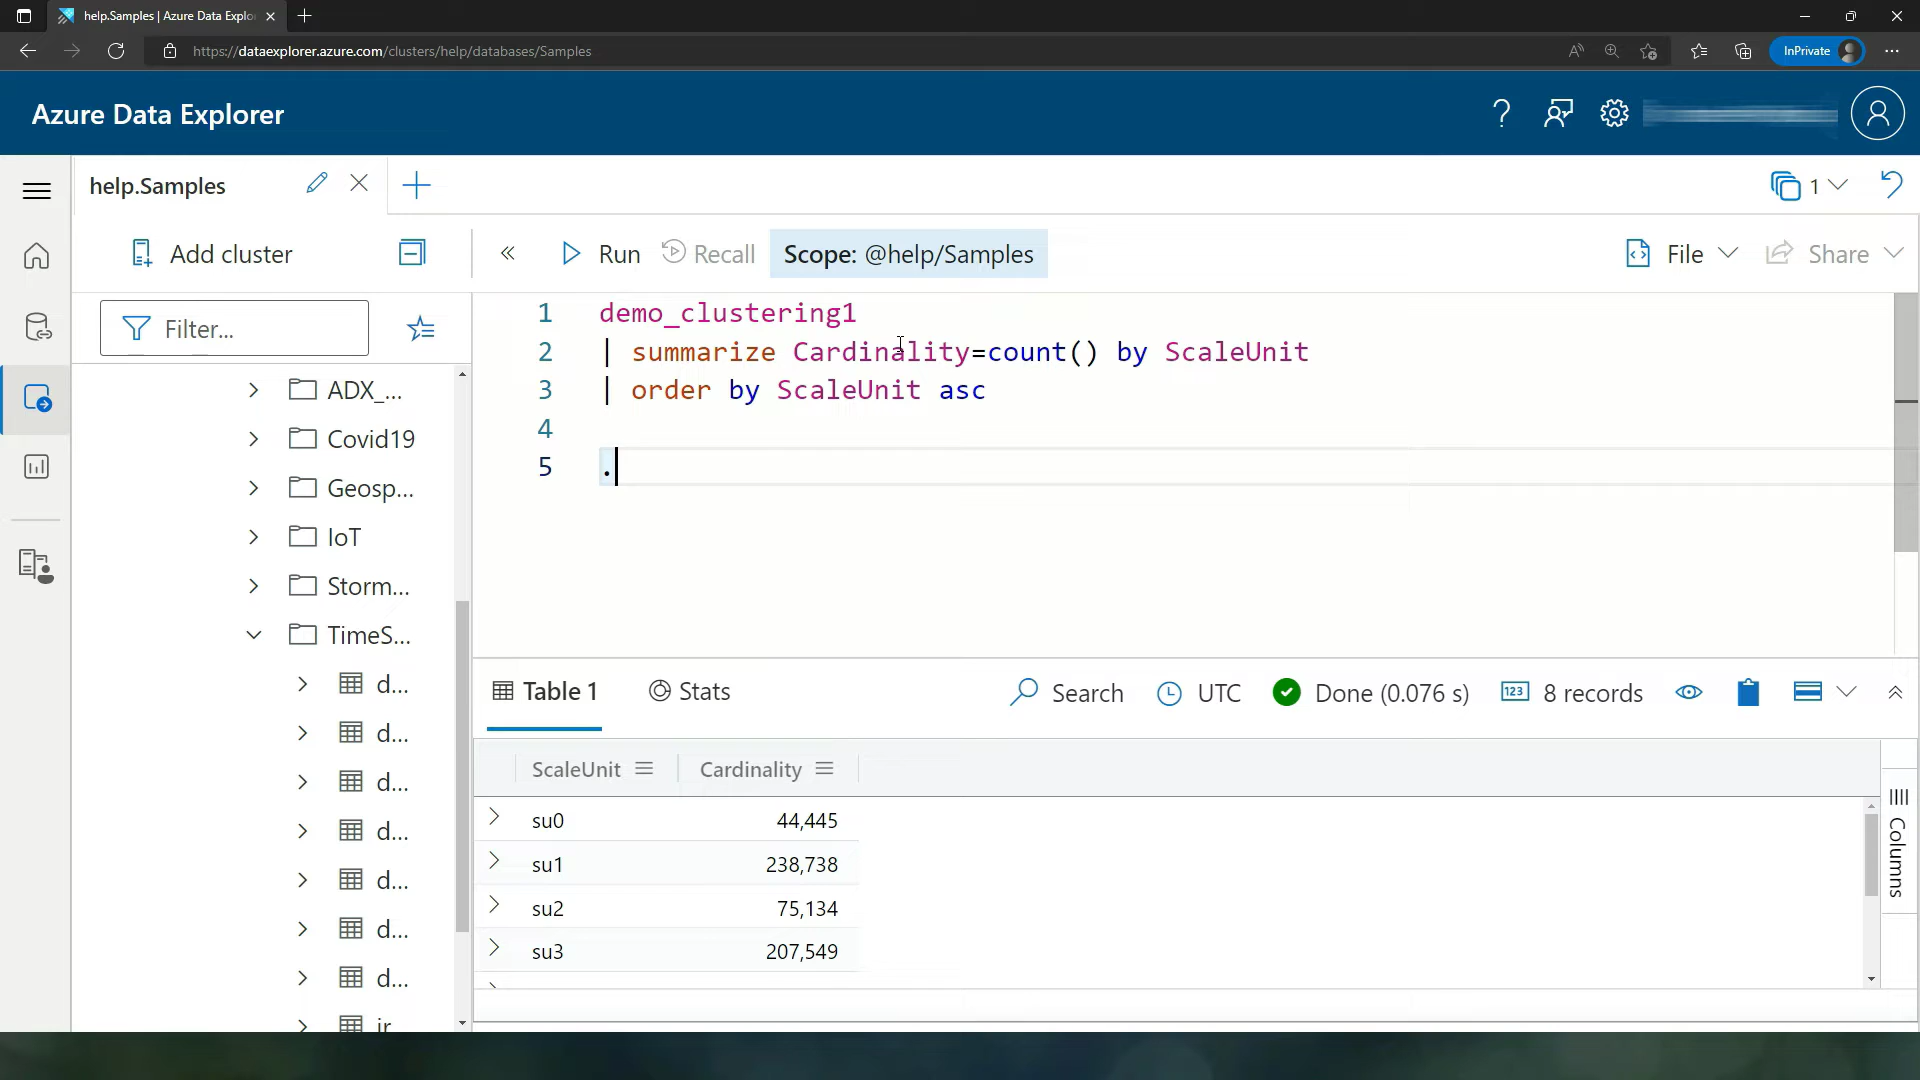 help.Samples | Azure Data Explo
https://dataexplorer.azure.com/clusters/help/databases/Samples
InPrivate
Azure Data Explorer
help.Samples
1
Add cluster
Run
Recall
Scope: @help/Samples
File
Share
Filter...
ADX_...
Covid19
Geosp...
IoT
Storm...
TimeS...
d...
d...
d...
d...
d...
d...
d...
ir
1 demo_clustering1
2 | summarize Cardinality=count() by ScaleUnit
3 | order by ScaleUnit asc
4
5 .
Table 1
Stats
Search
UTC
Done (0.076 s)
123
8 records
ScaleUnit Cardinality
su0 44,445
su1 238,738
su2 75,134
su3 207,549
Columns